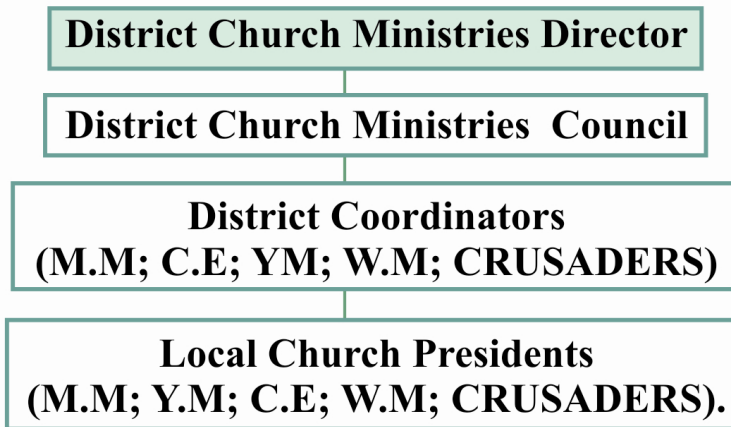 District Church Ministries Director
District Church Ministries Council
District Coordinators
(M.M; C.E; YM; W.M; CRUSADERS)
Local Church Presidents
(M.M; Y.M; C.E; W.M; CRUSADERS).